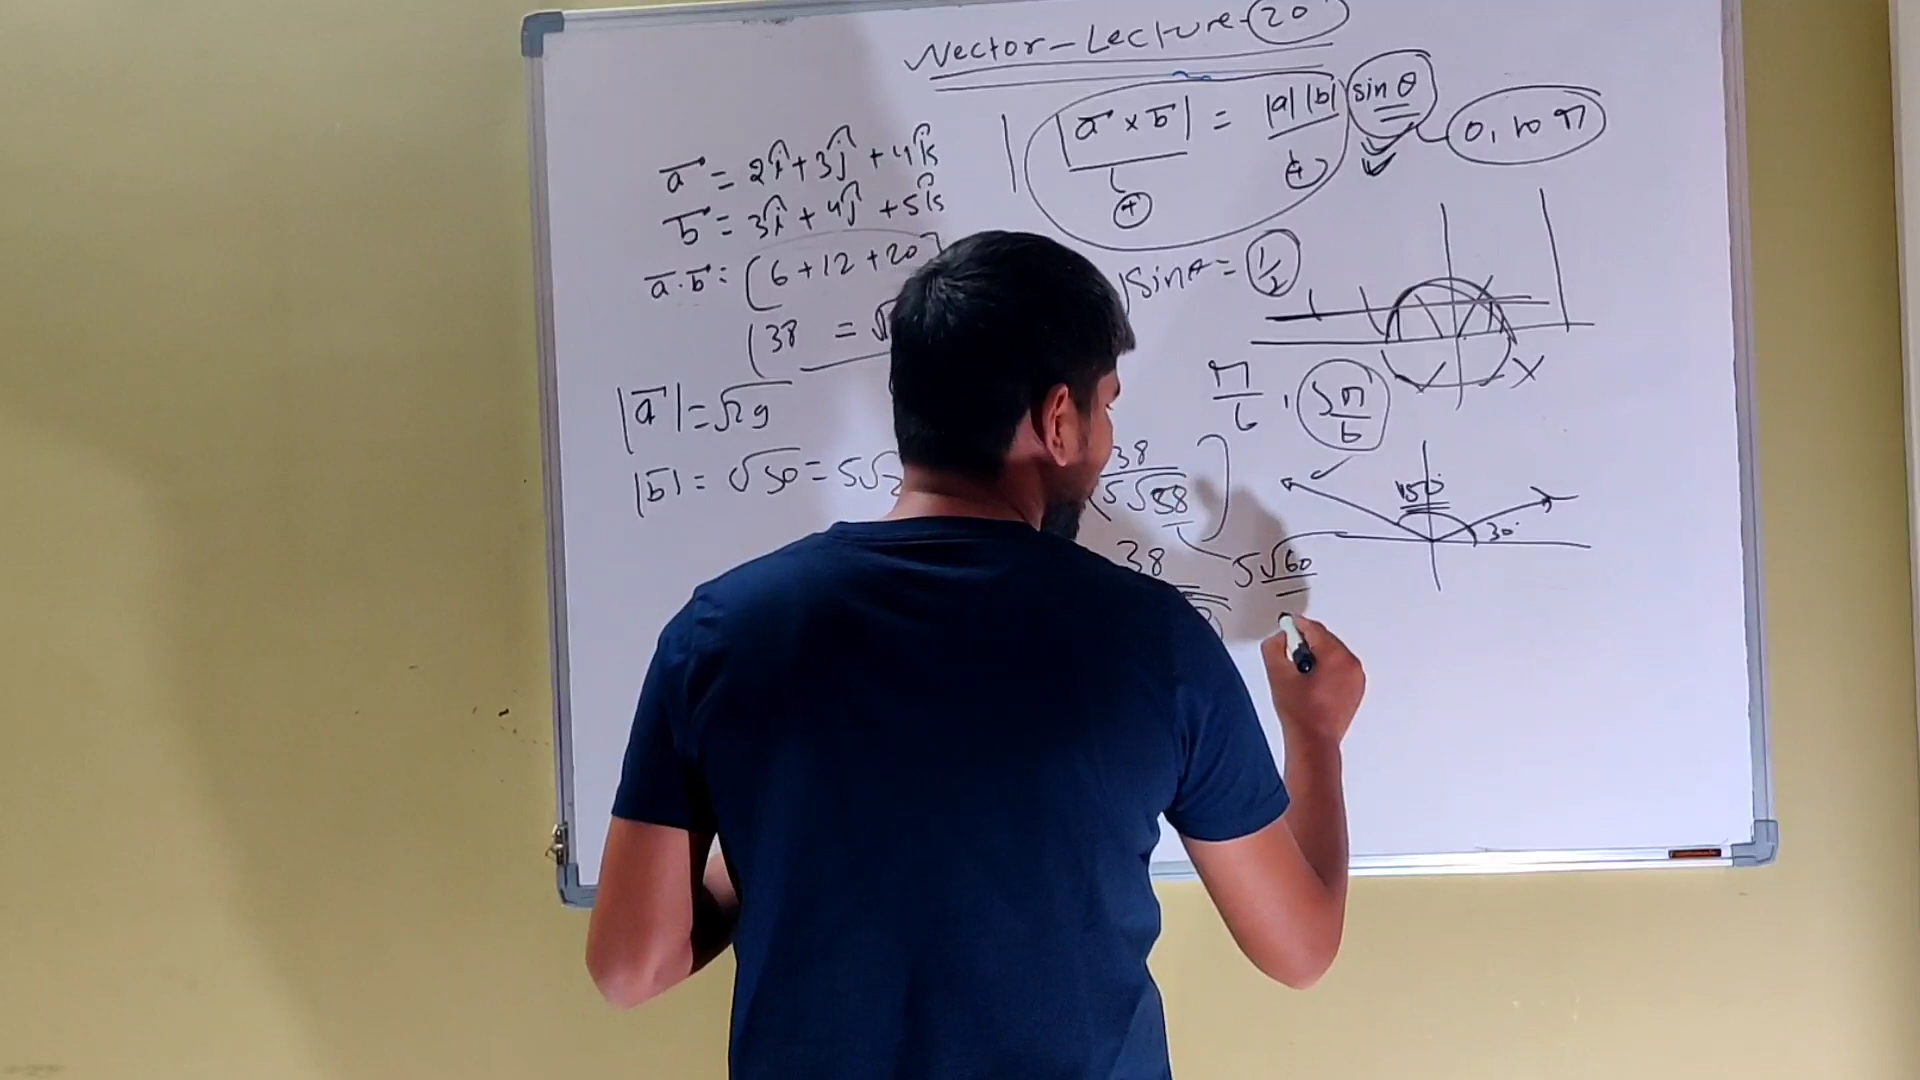 Vector-Lecture-20
|a⃗ × b⃗| = |a||b| sin θ
0, to π
+ +
a⃗ = 2î+3ĵ+4k̂
b⃗ = 3î+4ĵ+5k̂
a⃗.b⃗ = (6+12+20)
38 = √
|a⃗| = √29
|b⃗| = √50 = 5√2
sin θ = 1/2
π/6, 5π/6
38
5√58
38
5√60
150°
30°